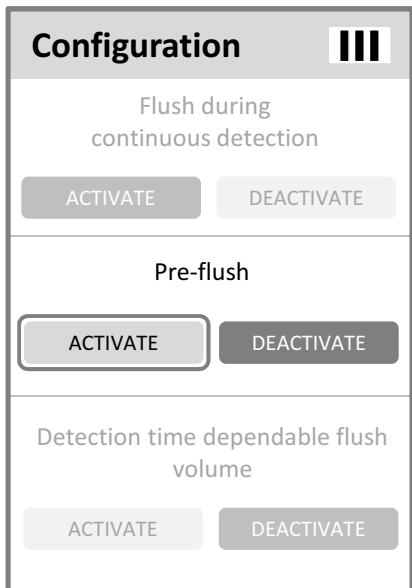 Configuration
Flush during
continuous detection
ACTIVATE DEACTIVATE
Pre-flush
ACTIVATE DEACTIVATE
Detection time dependable flush
volume
ACTIVATE DEACTIVATE